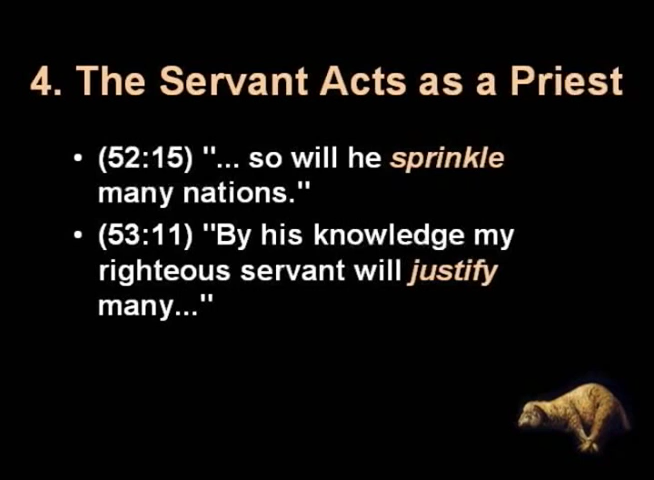 4. The Servant Acts as a Priest
• (52:15) "... so will he sprinkle
many nations."
• (53:11) "By his knowledge my
righteous servant will justify
many..."